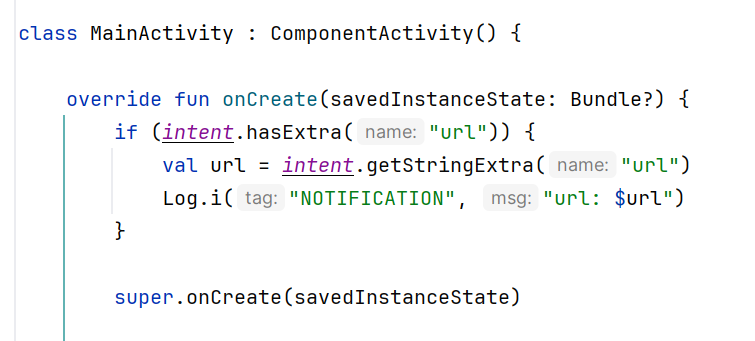 class MainActivity : ComponentActivity() {
override fun onCreate(savedInstanceState: Bundle?) {
if (intent.hasExtra( name: "url")) {
val url = intent.getStringExtra( name: "url")
Log.i( tag: "NOTIFICATION", msg: "url: $url")
}
super.onCreate(savedInstanceState)